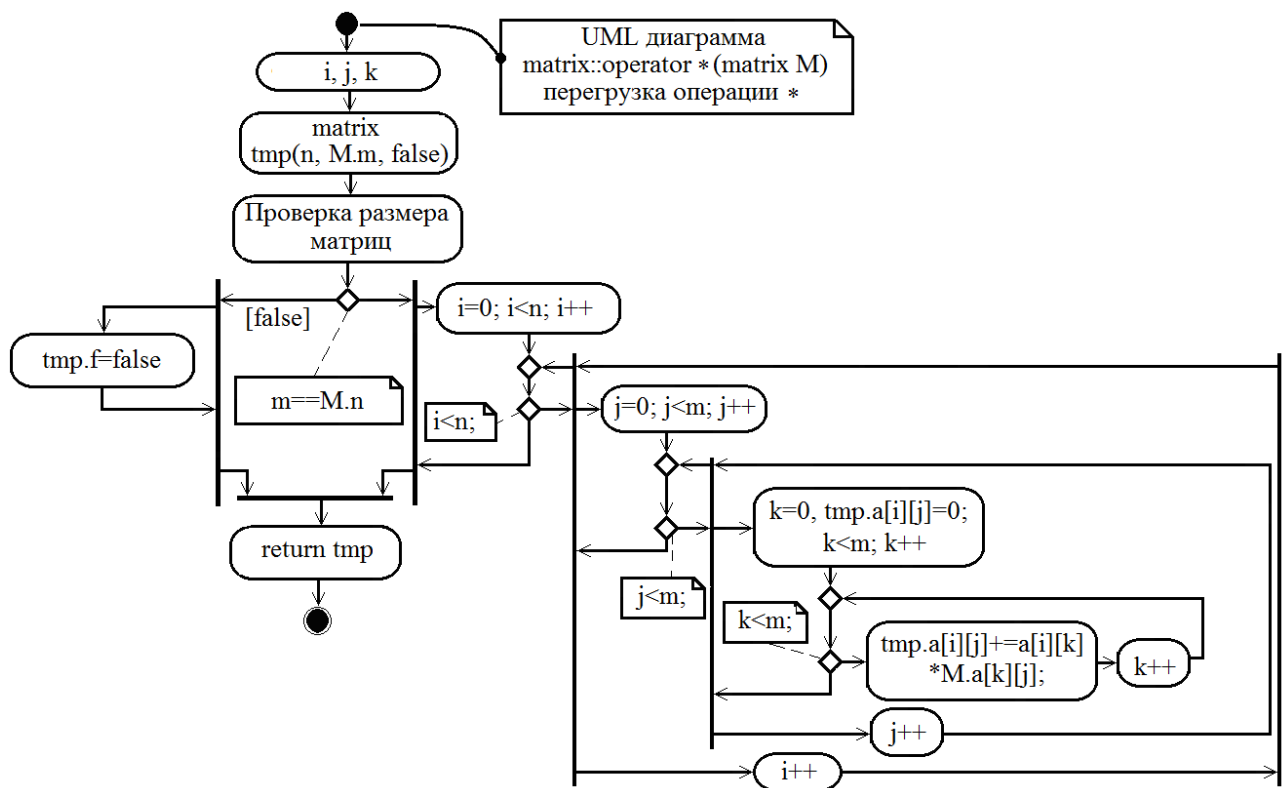 UML диаграмма
matrix::operator *(matrix M)
перегрузка операции *
i, j, k
matrix
tmp(n, M.m, false)
Проверка размера
матриц
[false]
i=0; i<n; i++
tmp.f=false
m==M.n
i<n;
j=0; j<m; j++
k=0, tmp.a[i][j]=0;
k<m; k++
return tmp
j<m;
k<m;
tmp.a[i][j]+=a[i][k]
*M.a[k][j];
k++
j++
i++